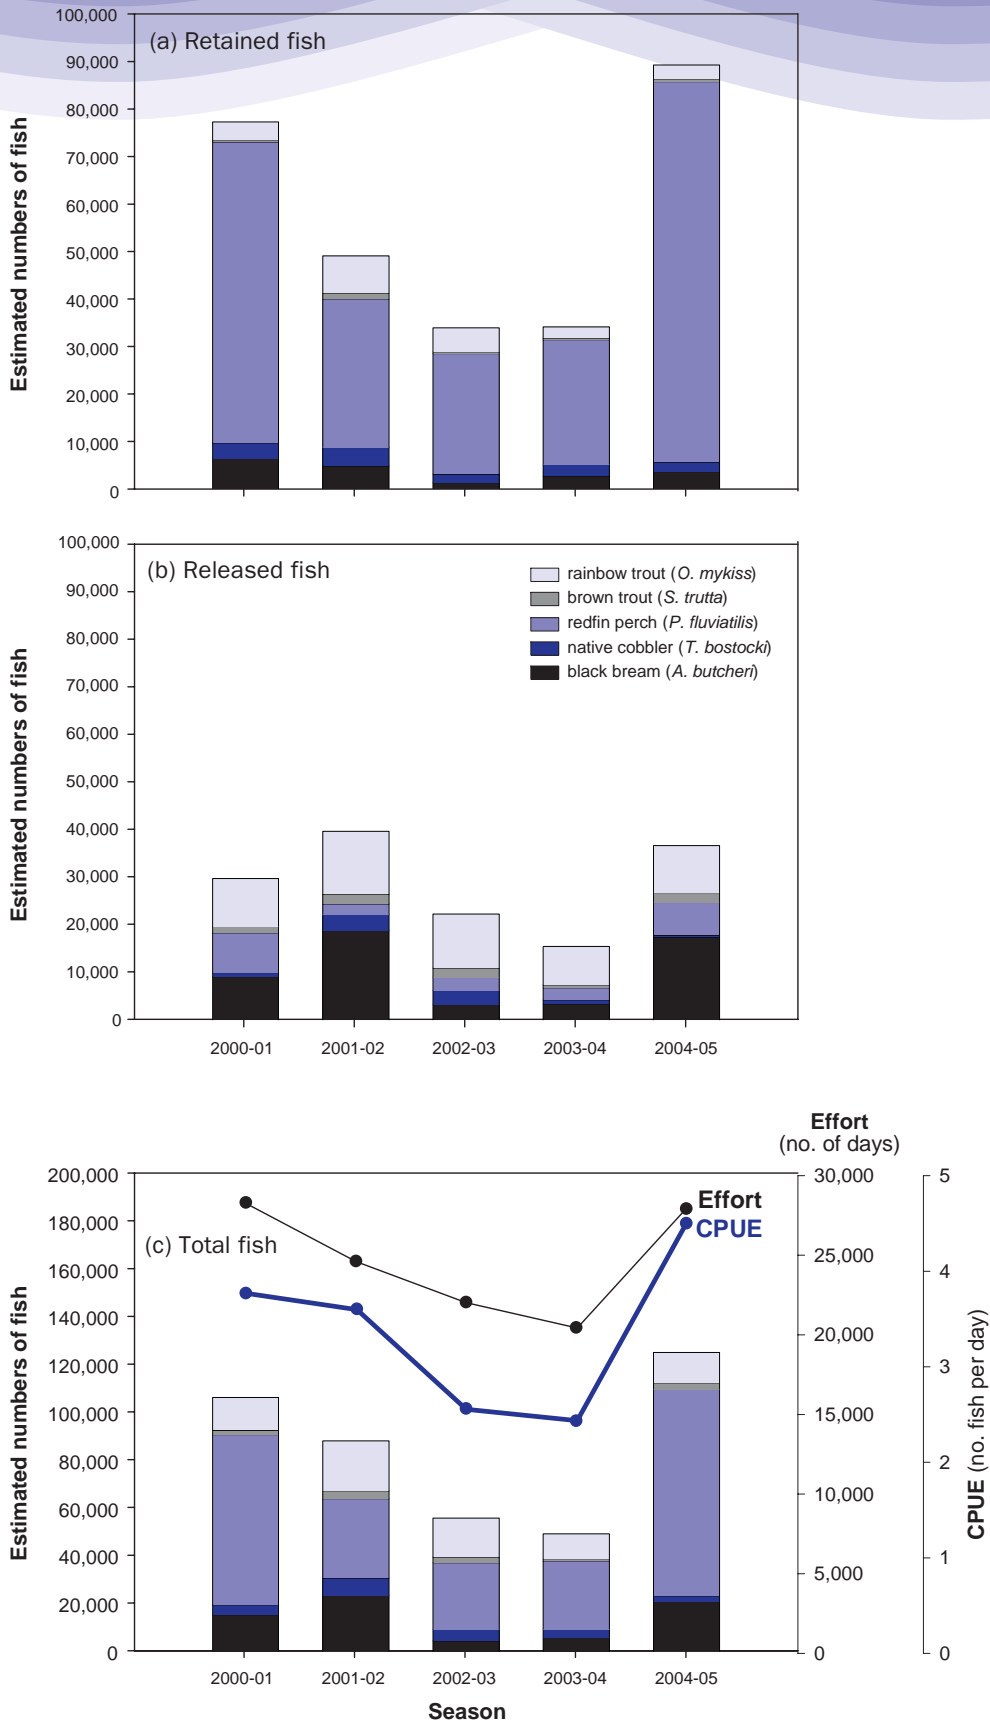 (a) Retained fish
Estimated numbers of fish
100,000
90,000
80,000
70,000
60,000
50,000
40,000
30,000
20,000
10,000
0
(b) Released fish
Estimated numbers of fish
100,000
90,000
80,000
70,000
60,000
50,000
40,000
30,000
20,000
10,000
0
rainbow trout (O. mykiss)
brown trout (S. trutta)
redfin perch (P. fluviatilis)
native cobbler (T. bostocki)
black bream (A. butcheri)
2000-01 2001-02 2002-03 2003-04 2004-05
(c) Total fish
Estimated numbers of fish
200,000
180,000
160,000
140,000
120,000
100,000
80,000
60,000
40,000
20,000
0
Effort
CPUE
Effort
(no. of days)
30,000
25,000
20,000
15,000
10,000
5,000
0
5
4
3
2
1
0
CPUE (no. fish per day)
2000-01 2001-02 2002-03 2003-04 2004-05
Season